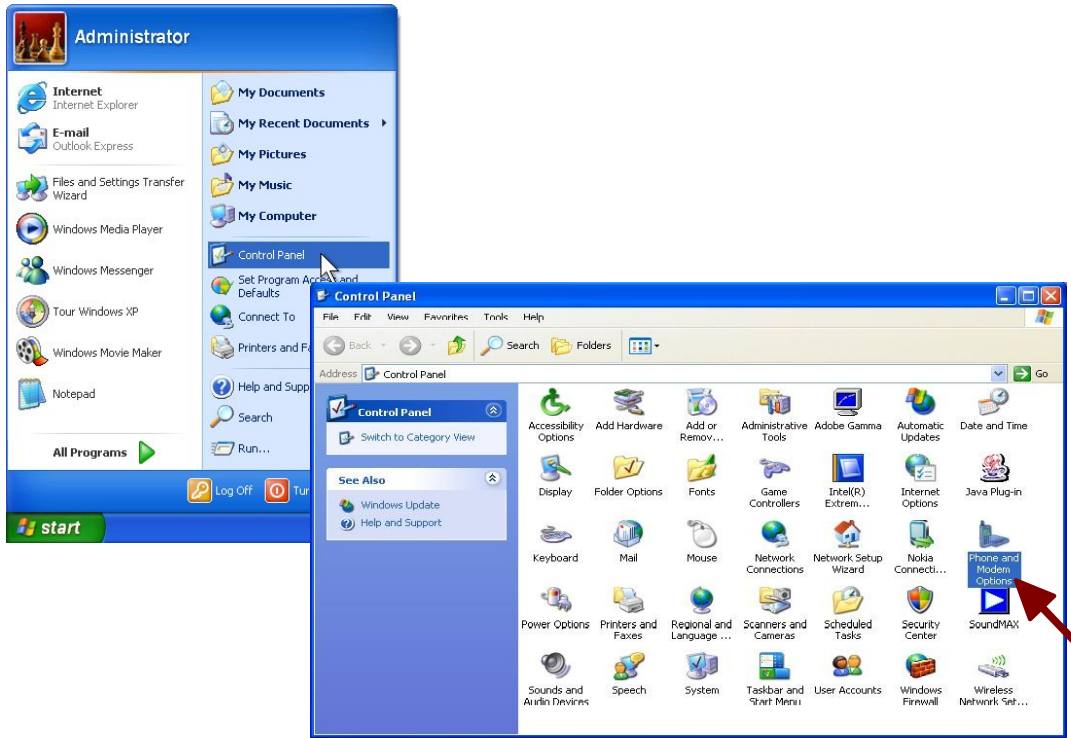 Administrator
Internet
Internet Explorer
E-mail
Outlook Express
Files and Settings Transfer
Wizard
Windows Media Player
Windows Messenger
Tour Windows XP
Windows Movie Maker
Notepad
All Programs
My Documents
My Recent Documents
My Pictures
My Music
My Computer
Control Panel
Set Program Access and
Defaults
Connect To
Printers and
Help and Supp
Search
Run...
Log Off
Tur
start
Control Panel
File Edit View Favorites Tools Help
Back Search Folders
Address Control Panel Go
Control Panel
Switch to Category View
See Also
Windows Update
Help and Support
Accessibility
Options
Add Hardware
Add or
Remov...
Administrative
Tools
Adobe Gamma
Automatic
Updates
Date and Time
Display
Folder Options
Fonts
Game
Controllers
Intel(R)
Extrem...
Internet
Options
Java Plug-in
Keyboard
Mail
Mouse
Network
Connections
Network Setup
Wizard
Nokia
Connecti...
Phone and
Modem
Options
Power Options
Printers and
Faxes
Regional and
Language ...
Scanners and
Cameras
Scheduled
Tasks
Security
Center
SoundMAX
Sounds and
Audio Devices
Speech
System
Taskbar and
Start Menu
User Accounts
Windows
Firewall
Wireless
Network Set...